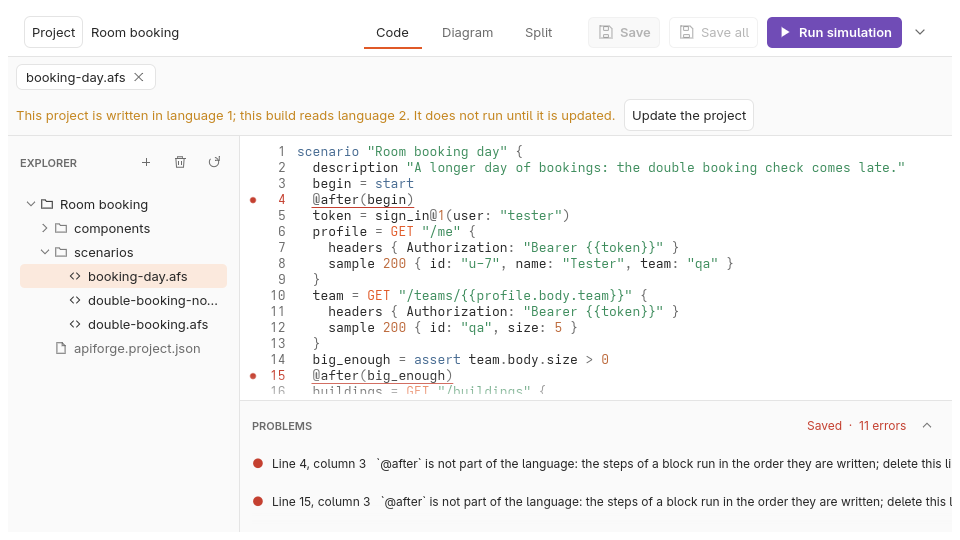 Project Room booking Code Diagram Split Save Save all Run simulation
booking-day.afs
This project is written in language 1; this build reads language 2. It does not run until it is updated. Update the project
EXPLORER
Room booking
components
scenarios
booking-day.afs
double-booking-no...
double-booking.afs
apiforge.project.json
1 scenario "Room booking day" {
2 description "A longer day of bookings: the double booking check comes late."
3 begin = start
4 @after(begin)
5 token = sign_in@1(user: "tester")
6 profile = GET "/me" {
7 headers { Authorization: "Bearer {{token}}" }
8 sample 200 { id: "u-7", name: "Tester", team: "qa" }
9 }
10 team = GET "/teams/{{profile.body.team}}" {
11 headers { Authorization: "Bearer {{token}}" }
12 sample 200 { id: "qa", size: 5 }
13 }
14 big_enough = assert team.body.size > 0
15 @after(big_enough)
16 buildings = GET "/buildings" {
PROBLEMS Saved · 11 errors
Line 4, column 3 `@after` is not part of the language: the steps of a block run in the order they are written; delete this li
Line 15, column 3 `@after` is not part of the language: the steps of a block run in the order they are written; delete this l